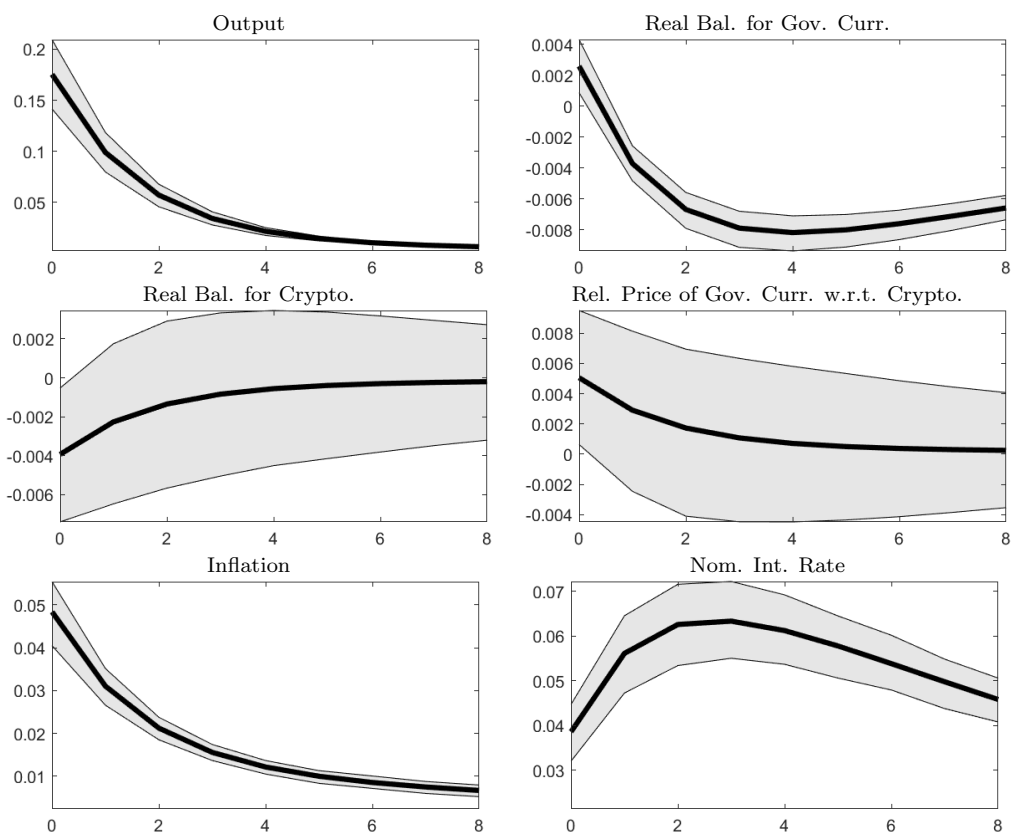 Output
0.2
0.15
0.1
0.05
0 2 4 6 8
Real Bal. for Gov. Curr.
0.004
0.002
0
-0.002
-0.004
-0.006
-0.008
0 2 4 6 8
Real Bal. for Crypto.
0.002
0
-0.002
-0.004
-0.006
0 2 4 6 8
Rel. Price of Gov. Curr. w.r.t. Crypto.
0.008
0.006
0.004
0.002
0
-0.002
-0.004
0 2 4 6 8
Inflation
0.05
0.04
0.03
0.02
0.01
0 2 4 6 8
Nom. Int. Rate
0.07
0.06
0.05
0.04
0.03
0 2 4 6 8